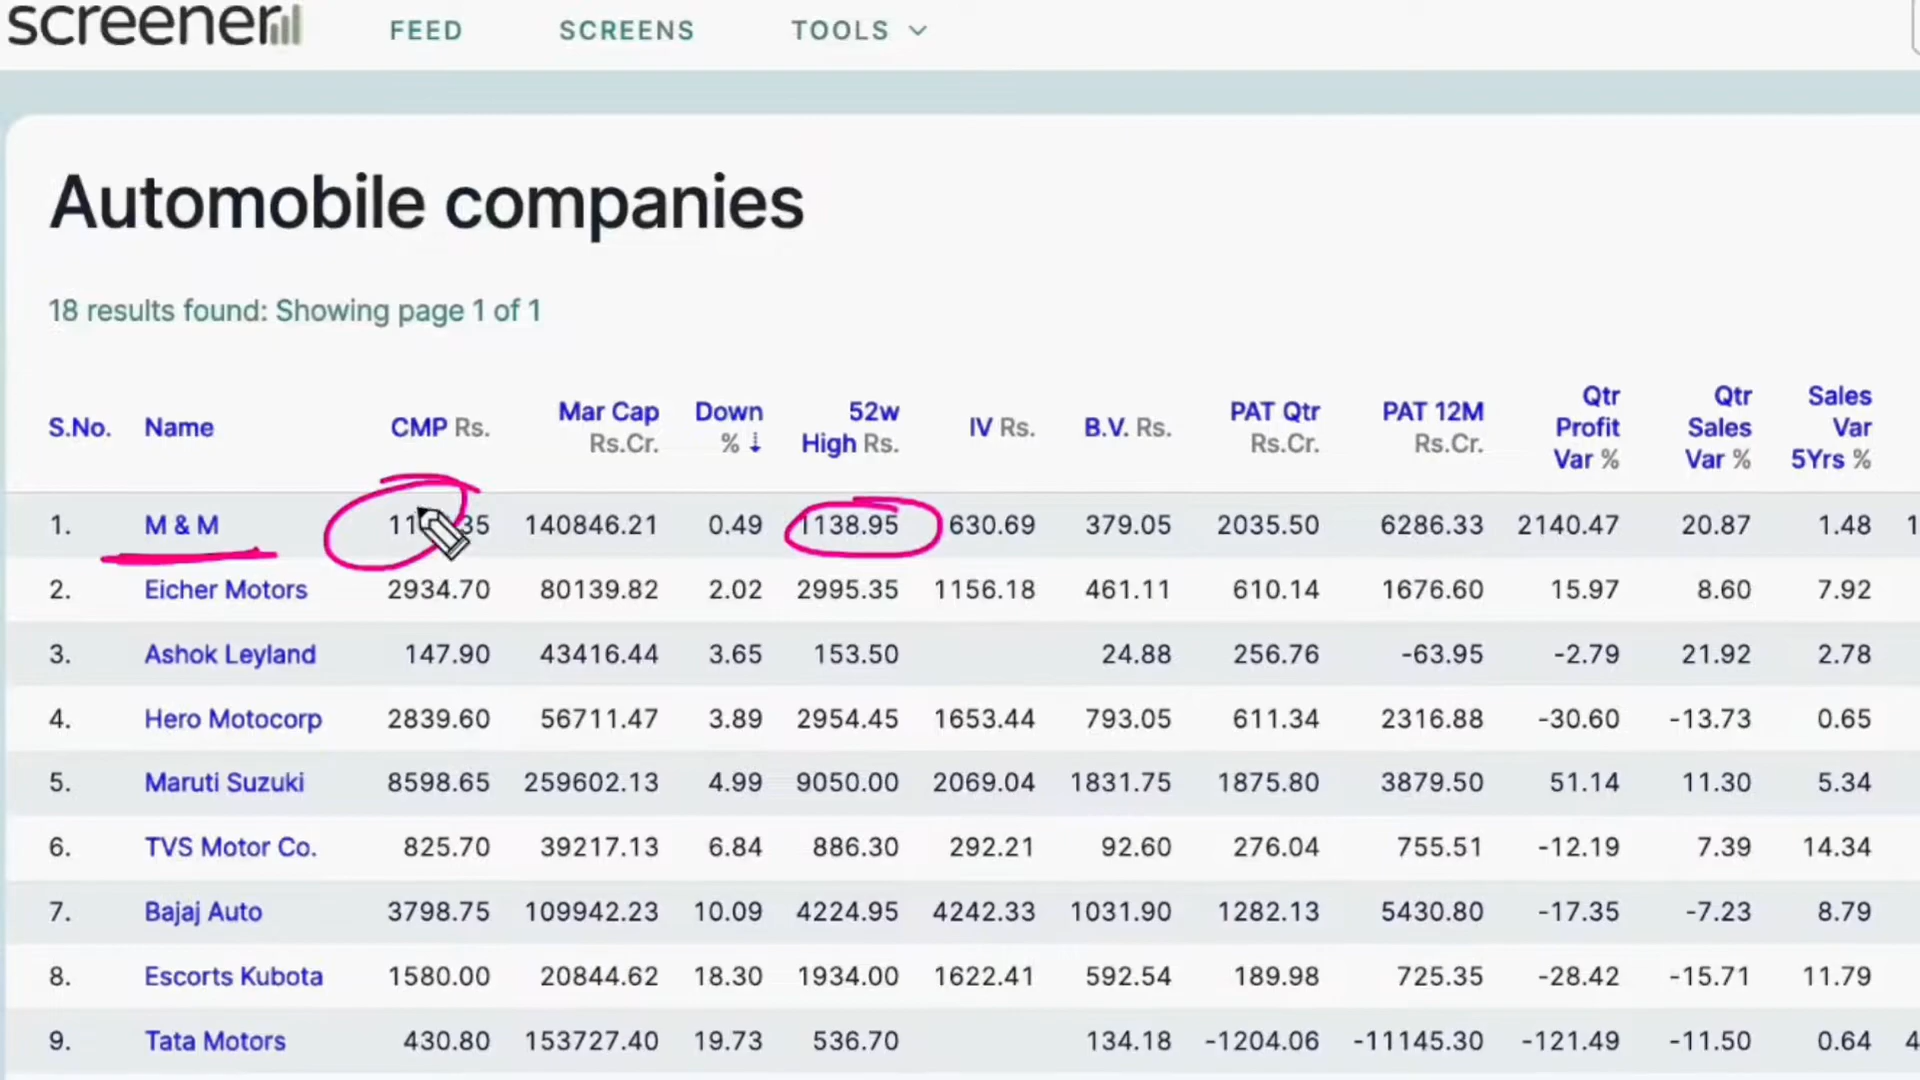 screener
FEED SCREENS TOOLS
Automobile companies
18 results found: Showing page 1 of 1
S.No. Name CMP Rs. Mar Cap Rs.Cr. Down % ↓ 52w High Rs. IV Rs. B.V. Rs. PAT Qtr Rs.Cr. PAT 12M Rs.Cr. Qtr Profit Var % Qtr Sales Var % Sales Var 5Yrs %
1. M & M 140846.21 0.49 1138.95 630.69 379.05 2035.50 6286.33 2140.47 20.87 1.48
2. Eicher Motors 2934.70 80139.82 2.02 2995.35 1156.18 461.11 610.14 1676.60 15.97 8.60 7.92
3. Ashok Leyland 147.90 43416.44 3.65 153.50 24.88 256.76 -63.95 -2.79 21.92 2.78
4. Hero Motocorp 2839.60 56711.47 3.89 2954.45 1653.44 793.05 611.34 2316.88 -30.60 -13.73 0.65
5. Maruti Suzuki 8598.65 259602.13 4.99 9050.00 2069.04 1831.75 1875.80 3879.50 51.14 11.30 5.34
6. TVS Motor Co. 825.70 39217.13 6.84 886.30 292.21 92.60 276.04 755.51 -12.19 7.39 14.34
7. Bajaj Auto 3798.75 109942.23 10.09 4224.95 4242.33 1031.90 1282.13 5430.80 -17.35 -7.23 8.79
8. Escorts Kubota 1580.00 20844.62 18.30 1934.00 1622.41 592.54 189.98 725.35 -28.42 -15.71 11.79
9. Tata Motors 430.80 153727.40 19.73 536.70 134.18 -1204.06 -11145.30 -121.49 -11.50 0.64